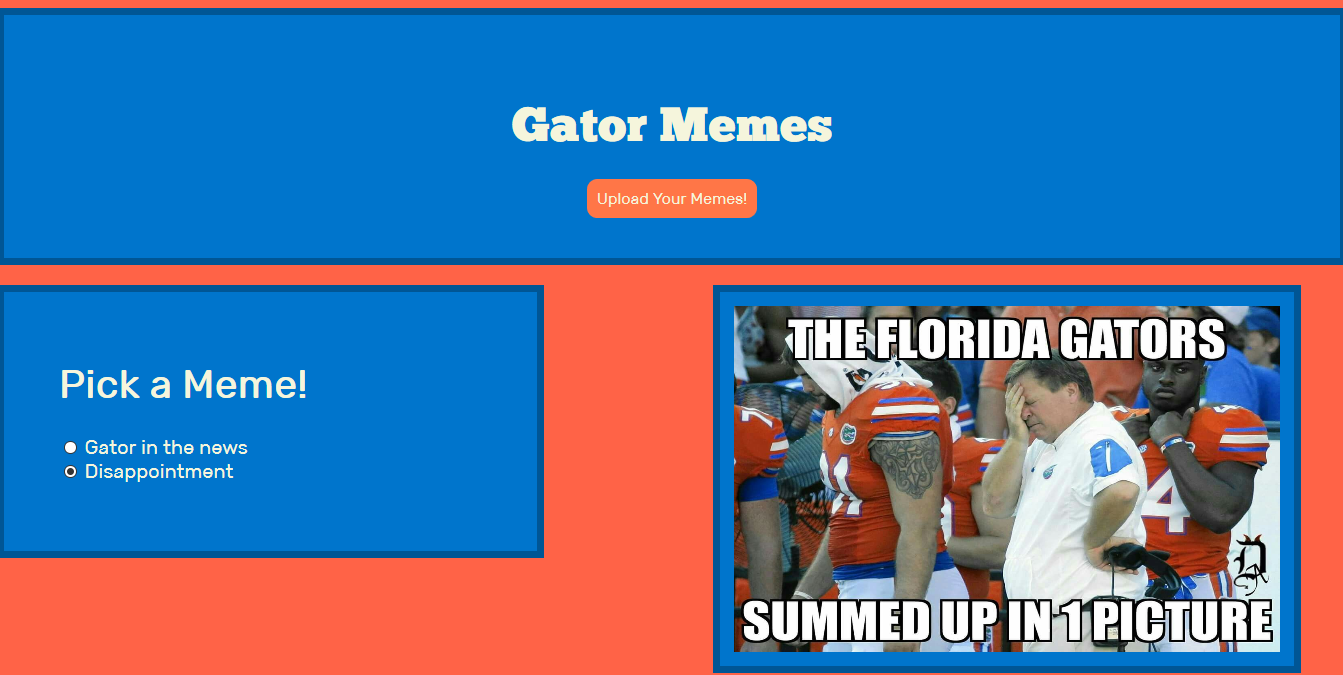 Gator Memes
Upload Your Memes!
Pick a Meme!
Gator in the news
Disappointment
THE FLORIDA GATORS
SUMMED UP IN 1 PICTURE